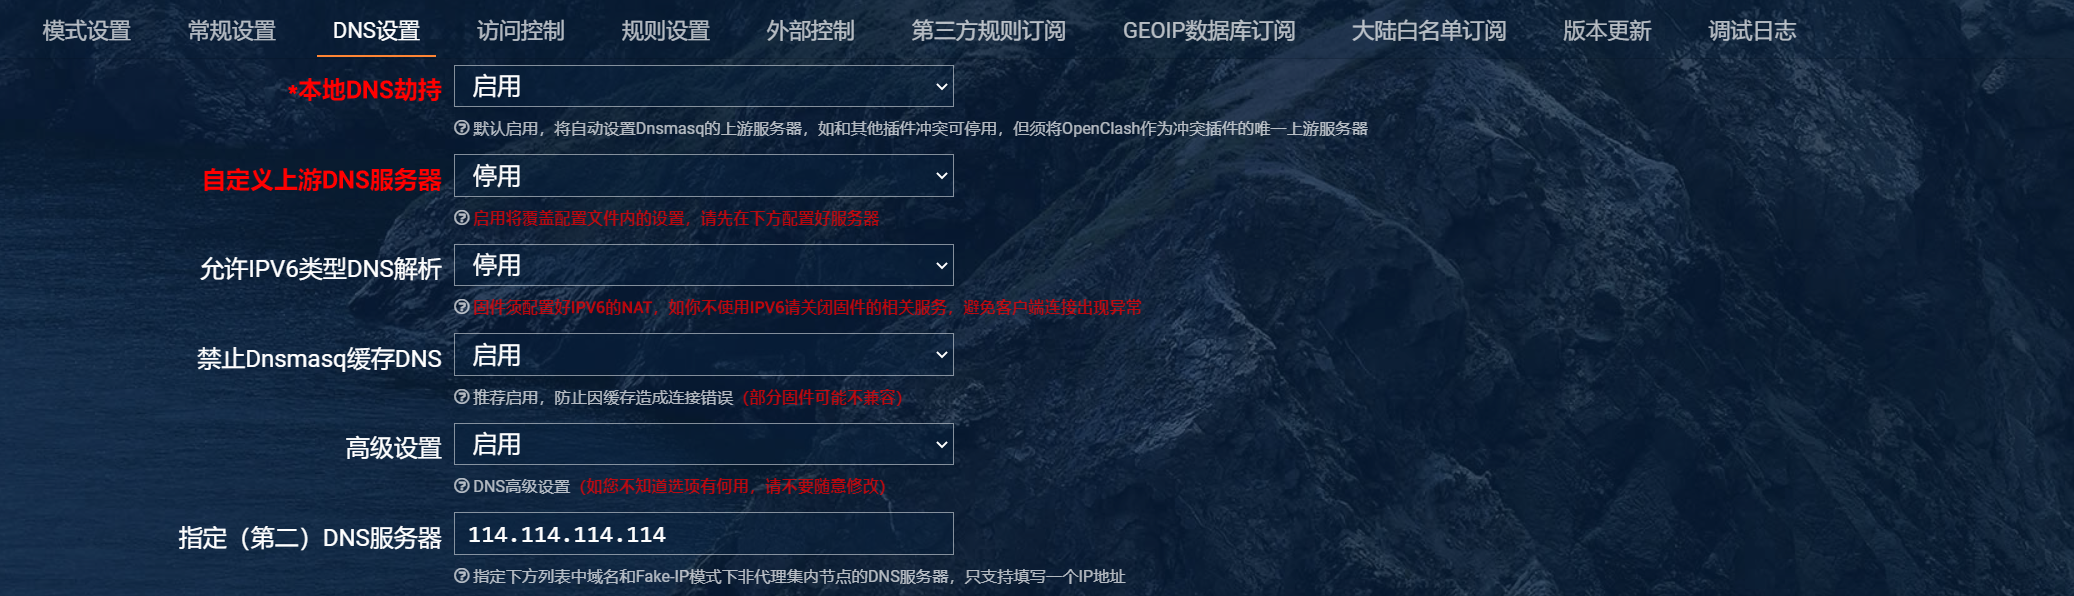 模式设置 常规设置 DNS设置 访问控制 规则设置 外部控制 第三方规则订阅 GEOIP数据库订阅 大陆白名单订阅 版本更新 调试日志
*本地DNS劫持 启用
默认启用，将自动设置Dnsmasq的上游服务器，如和其他插件冲突可停用，但须将OpenClash作为冲突插件的唯一上游服务器
自定义上游DNS服务器 停用
启用将覆盖配置文件内的设置，请先在下方配置好服务器
允许IPV6类型DNS解析 停用
固件须配置好IPV6的NAT，如你不使用IPV6请关闭固件的相关服务，避免客户端连接出现异常
禁止Dnsmasq缓存DNS 启用
推荐启用，防止因缓存造成连接错误（部分固件可能不兼容）
高级设置 启用
DNS高级设置（如您不知道选项有何用，请不要随意修改）
指定（第二）DNS服务器 114.114.114.114
指定下方列表中域名和Fake-IP模式下非代理集内节点的DNS服务器，只支持填写一个IP地址